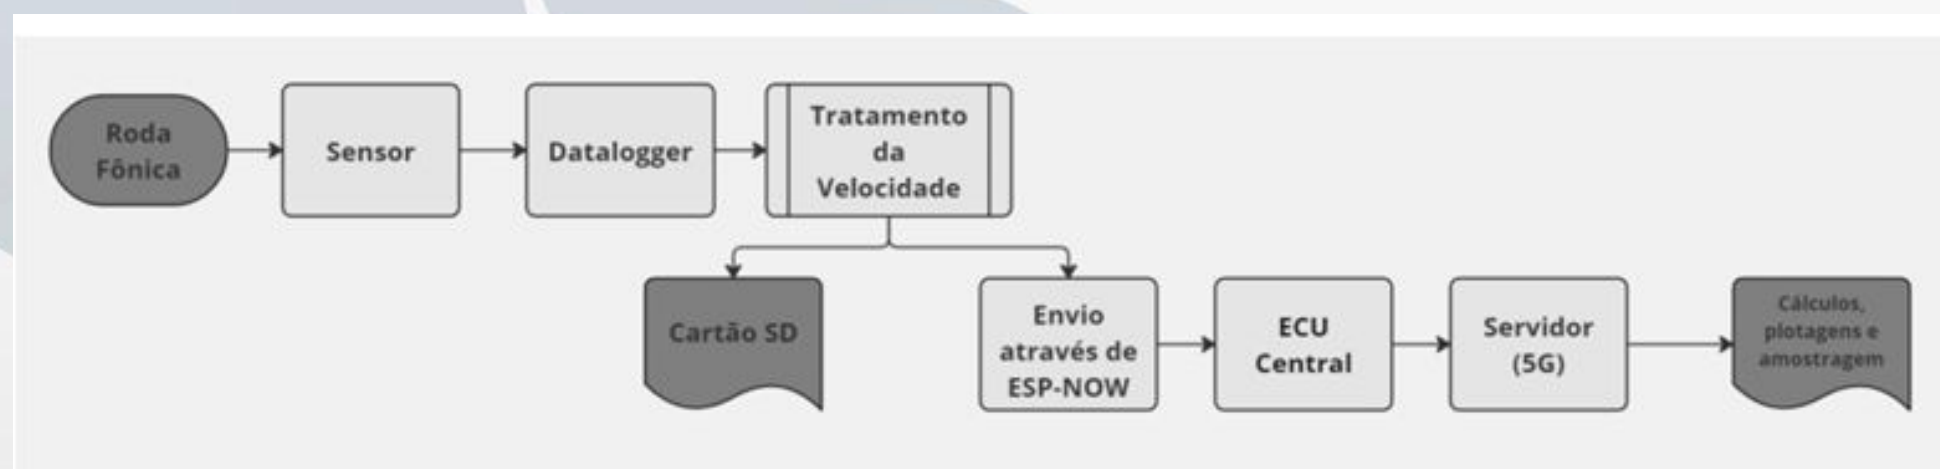 Roda
Fônica
Sensor
Datalogger
Tratamento
da
Velocidade
Cartão SD
Envio
através de
ESP-NOW
ECU
Central
Servidor
(5G)
Cálculos,
plotagens e
amostragem